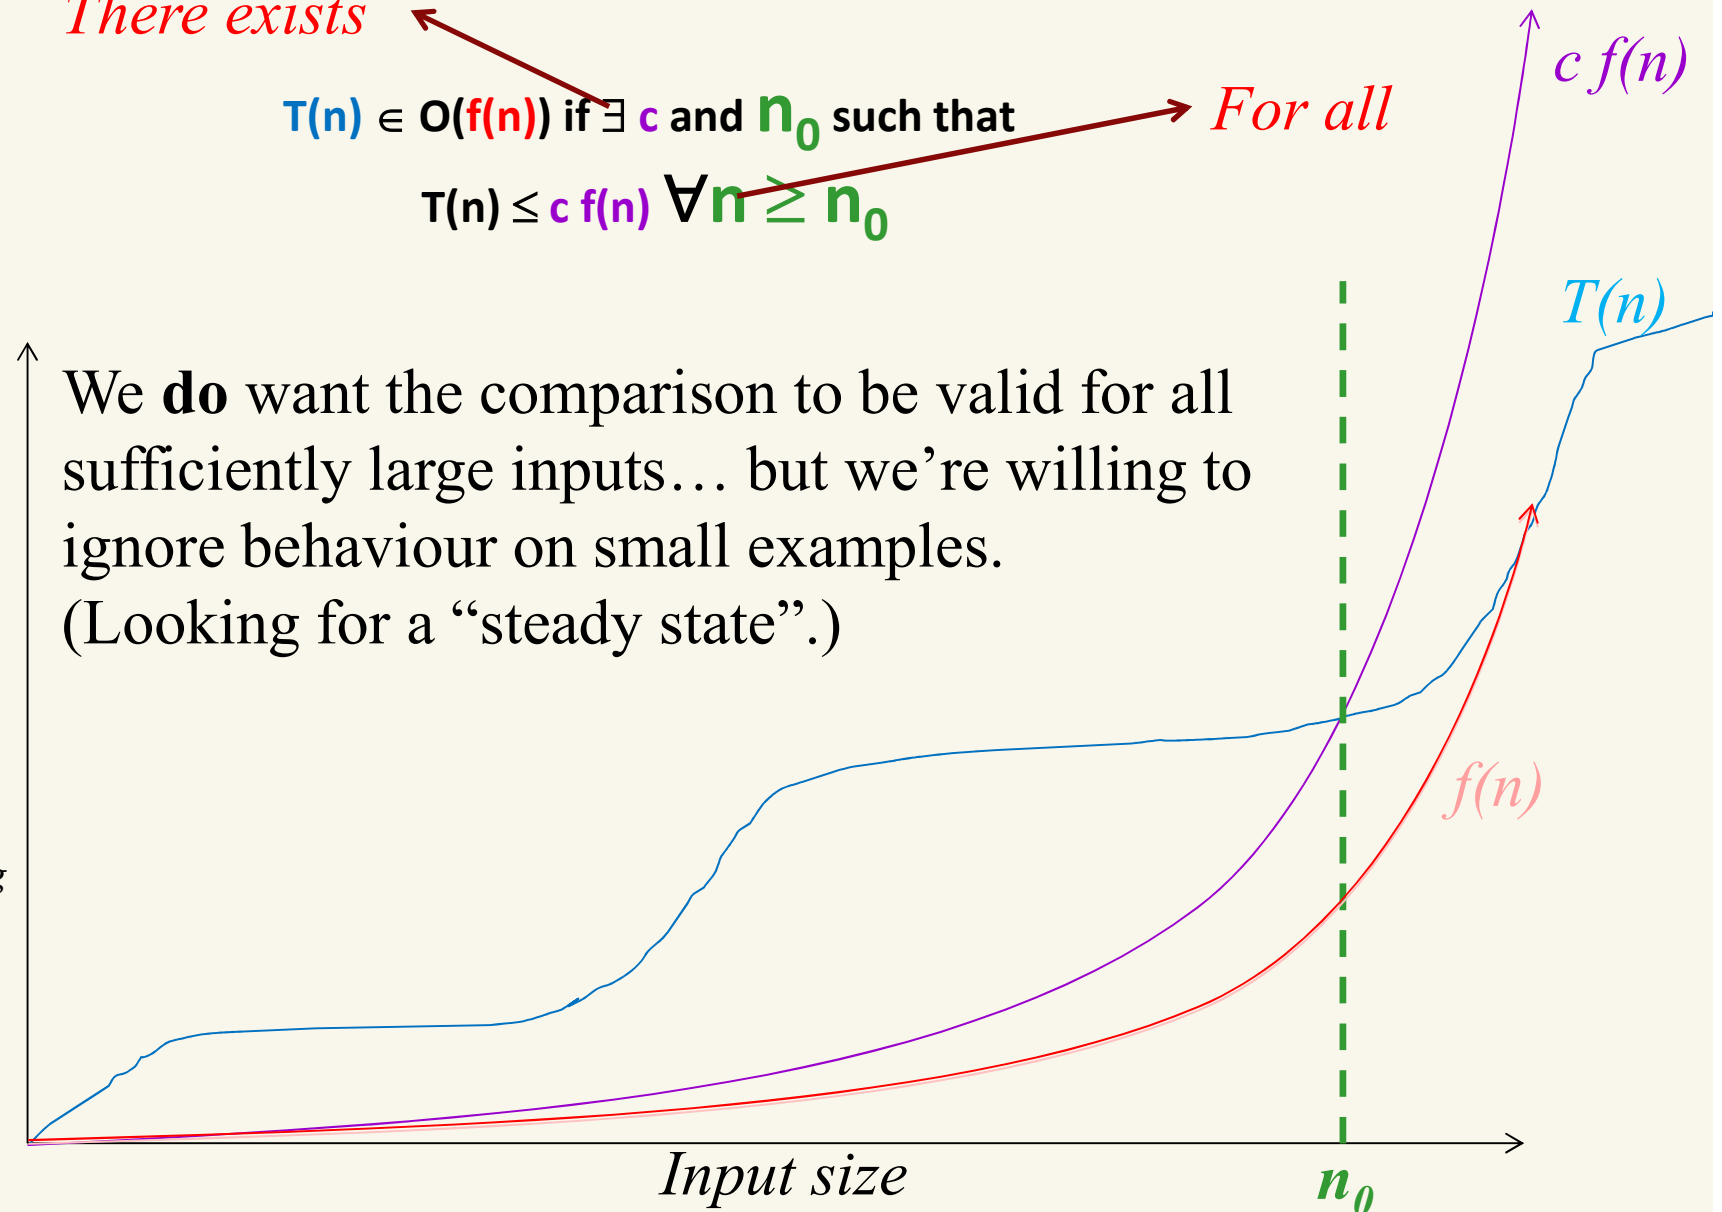 There exists
c f(n)
T(n) ∈ O(f(n)) if ∃ c and n₀ such that
For all
T(n) ≤ c f(n) ∀n ≥ n₀
T(n)
We do want the comparison to be valid for all
sufficiently large inputs… but we’re willing to
ignore behaviour on small examples.
(Looking for a “steady state”.)
f(n)
Input size
n₀